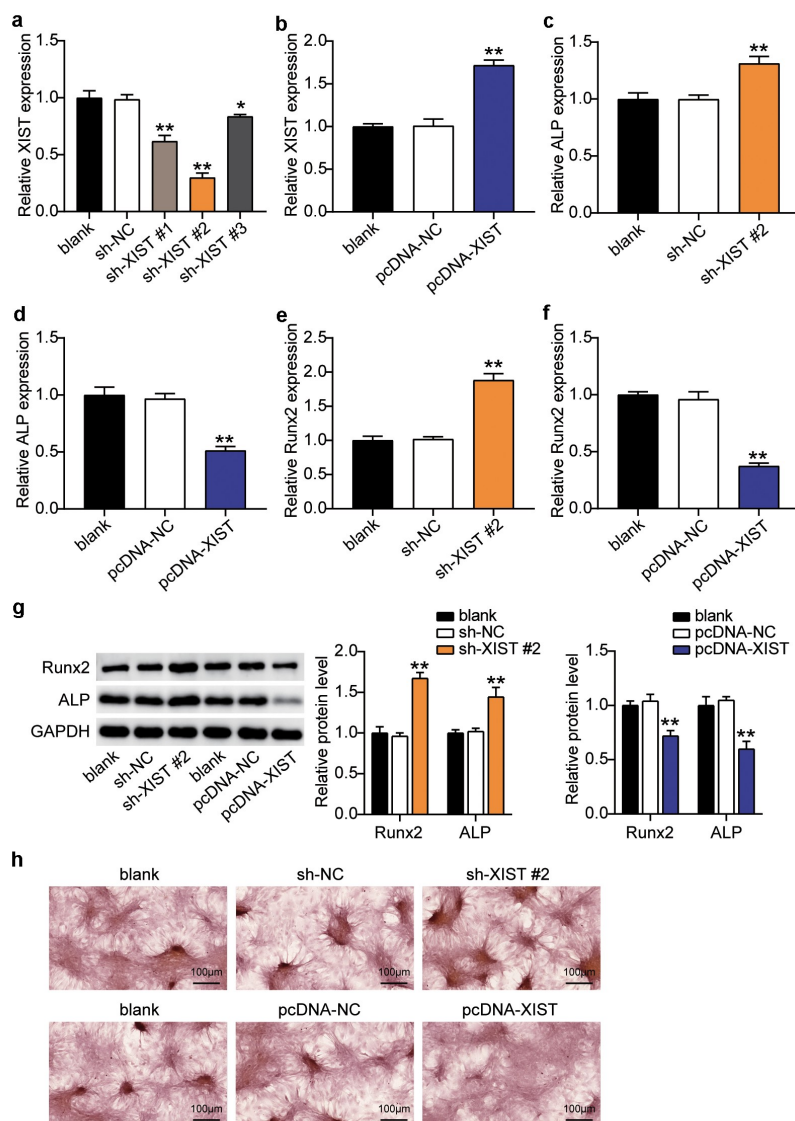 a
Relative XIST expression
1.5
1.0
0.5
0.0
**
**
*
blank
sh-NC
sh-XIST #1
sh-XIST #2
sh-XIST #3
b
Relative XIST expression
2.0
1.5
1.0
0.5
0.0
**
blank
pcDNA-NC
pcDNA-XIST
c
Relative ALP expression
1.5
1.0
0.5
0.0
**
blank
sh-NC
sh-XIST #2
d
Relative ALP expression
1.5
1.0
0.5
0.0
**
blank
pcDNA-NC
pcDNA-XIST
e
Relative Runx2 expression
2.5
2.0
1.5
1.0
0.5
0.0
**
blank
sh-NC
sh-XIST #2
f
Relative Runx2 expression
1.5
1.0
0.5
0.0
**
blank
pcDNA-NC
pcDNA-XIST
g
Runx2
ALP
GAPDH
blank
sh-NC
sh-XIST #2
blank
pcDNA-NC
pcDNA-XIST
blank
sh-NC
sh-XIST #2
Relative protein level
2.0
1.5
1.0
0.5
0.0
**
**
Runx2
ALP
blank
pcDNA-NC
pcDNA-XIST
Relative protein level
1.5
1.0
0.5
0.0
**
**
Runx2
ALP
h
blank
sh-NC
sh-XIST #2
100μm
100μm
100μm
blank
pcDNA-NC
pcDNA-XIST
100μm
100μm
100μm